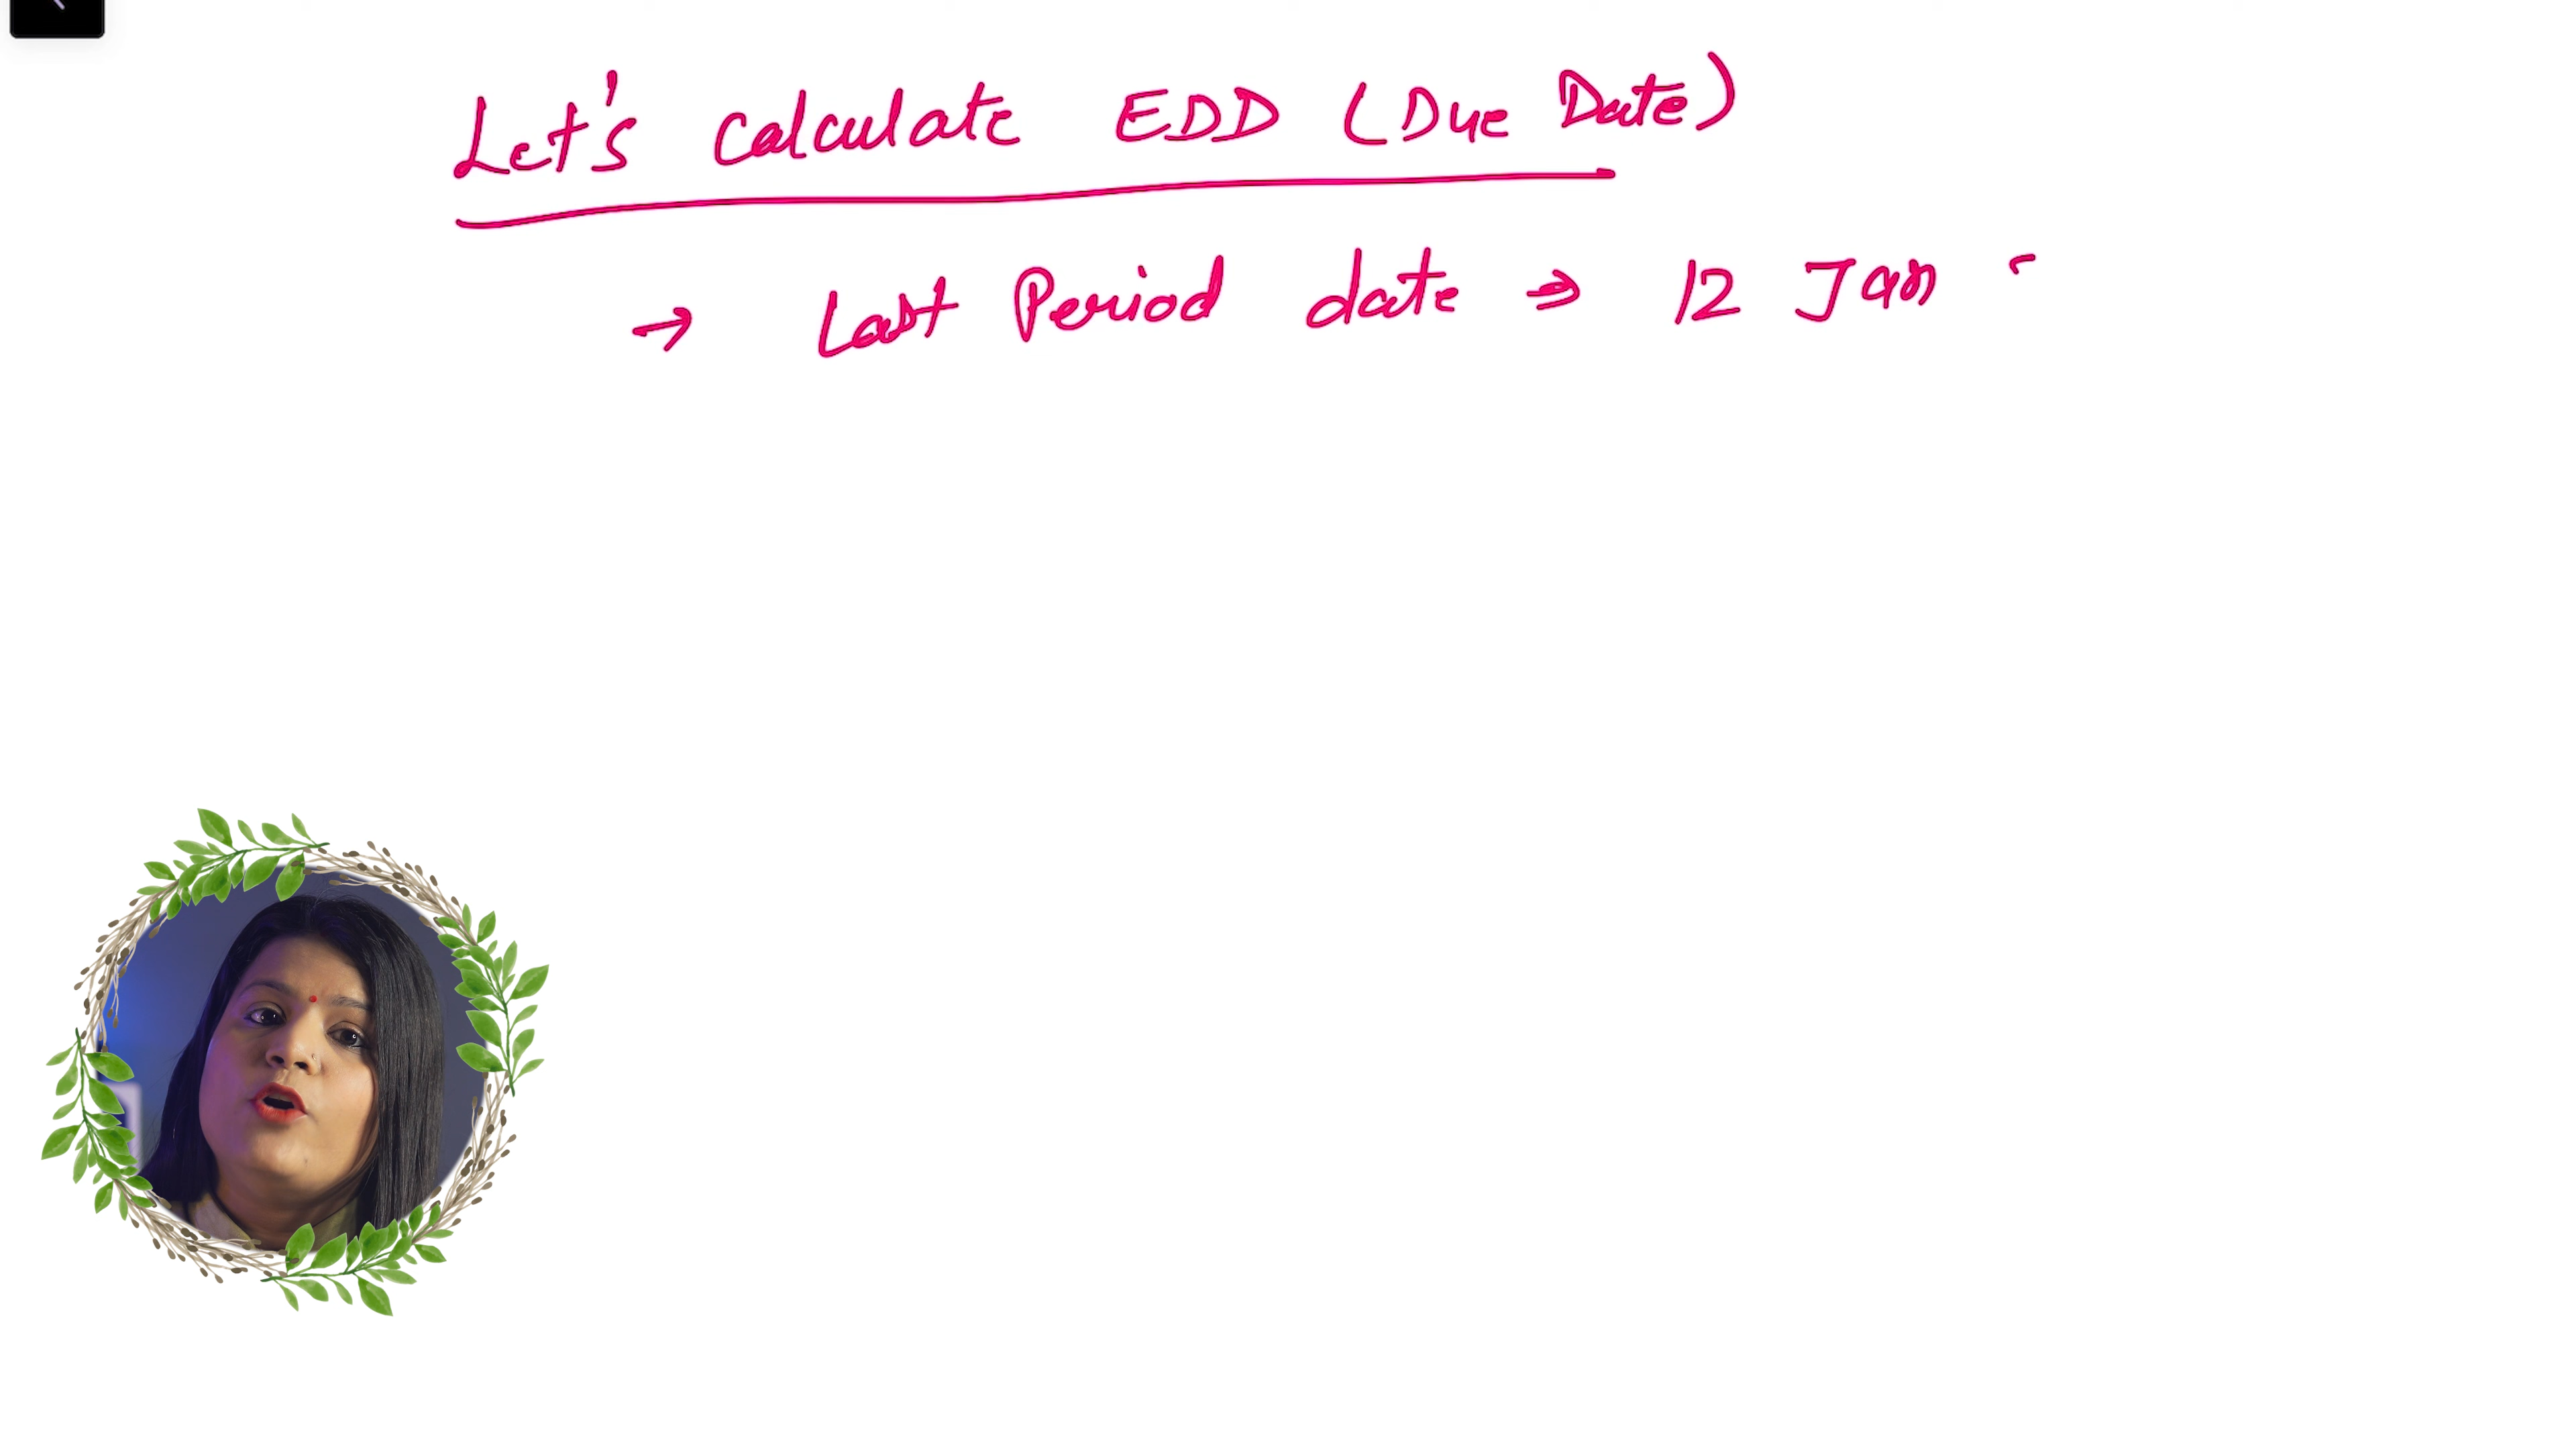 Let's calculate EDD (Due Date)
→ Last Period date ⇒ 12 Jan